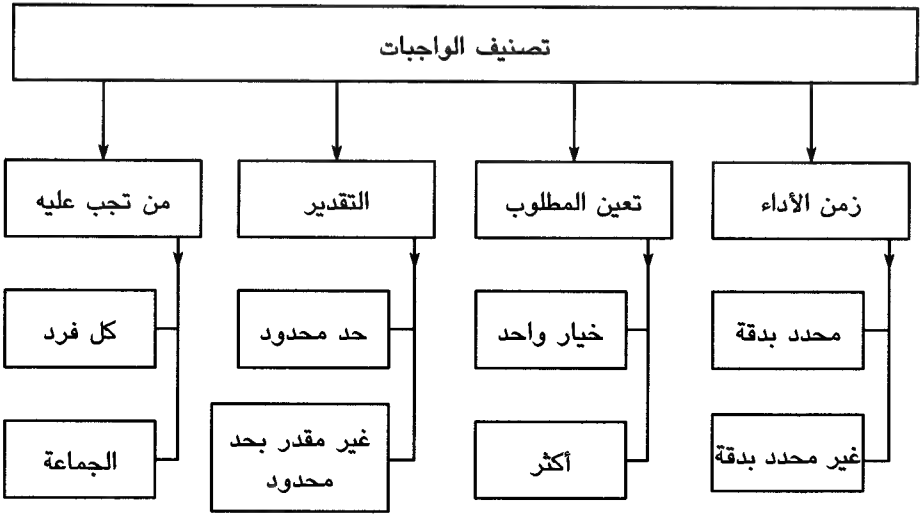 تصنيف الواجبات
زمن الأداء
محدد بدقة
غير محدد بدقة
تعين المطلوب
خيار واحد
أكثر
التقدير
حد محدود
غير مقدر بحد
محدود
من تجب عليه
كل فرد
الجماعة